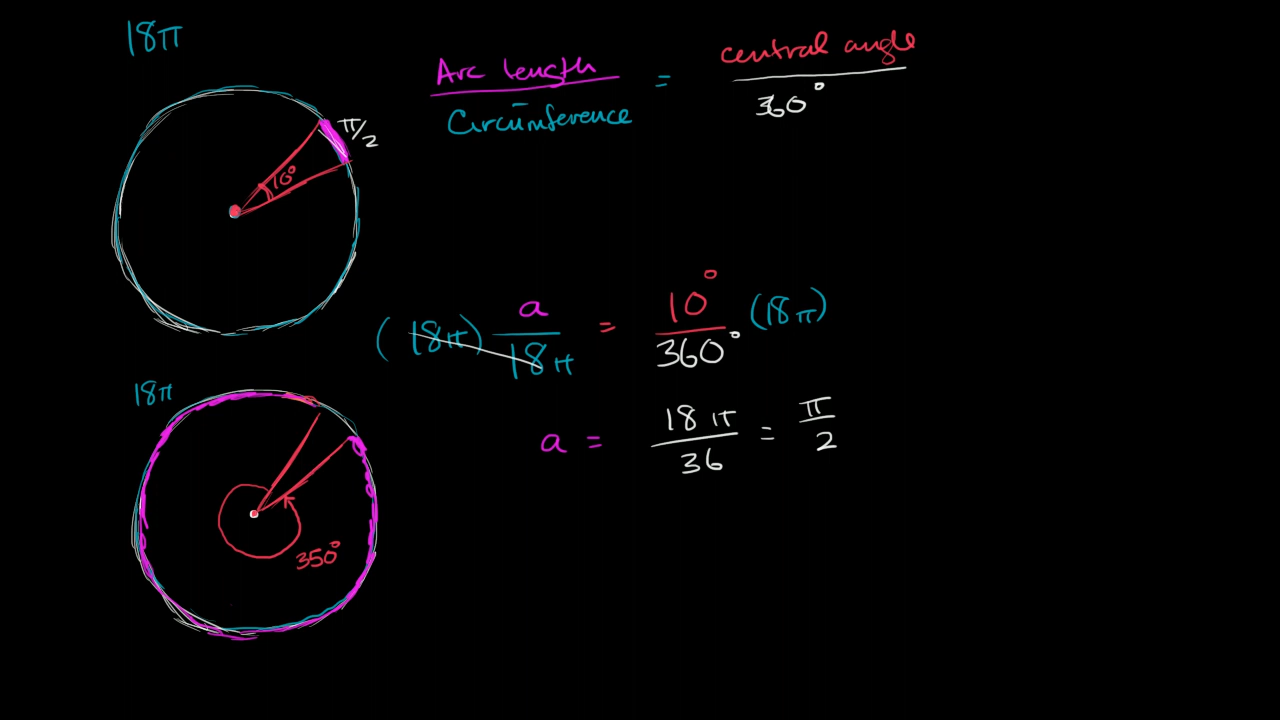 18π
Arc length / Circumference = central angle / 360°
π/2
10°
(18π) a / 18π = 10° / 360° (18π)
a = 18π / 36 = π / 2
18π
350°